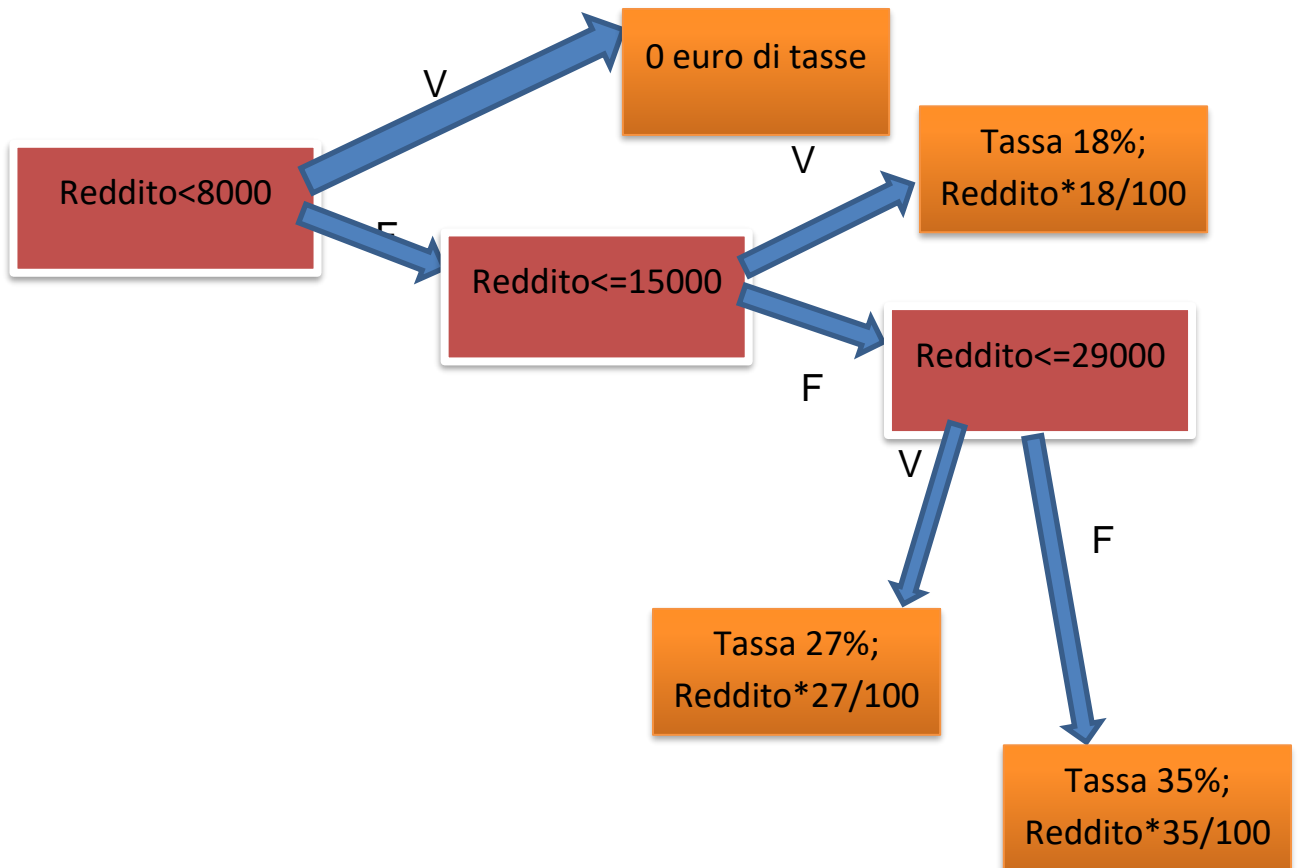 0 euro di tasse
V
Reddito<8000
V
Tassa 18%;
Reddito*18/100
Reddito<=15000
F
Reddito<=29000
V
F
Tassa 27%;
Reddito*27/100
Tassa 35%;
Reddito*35/100